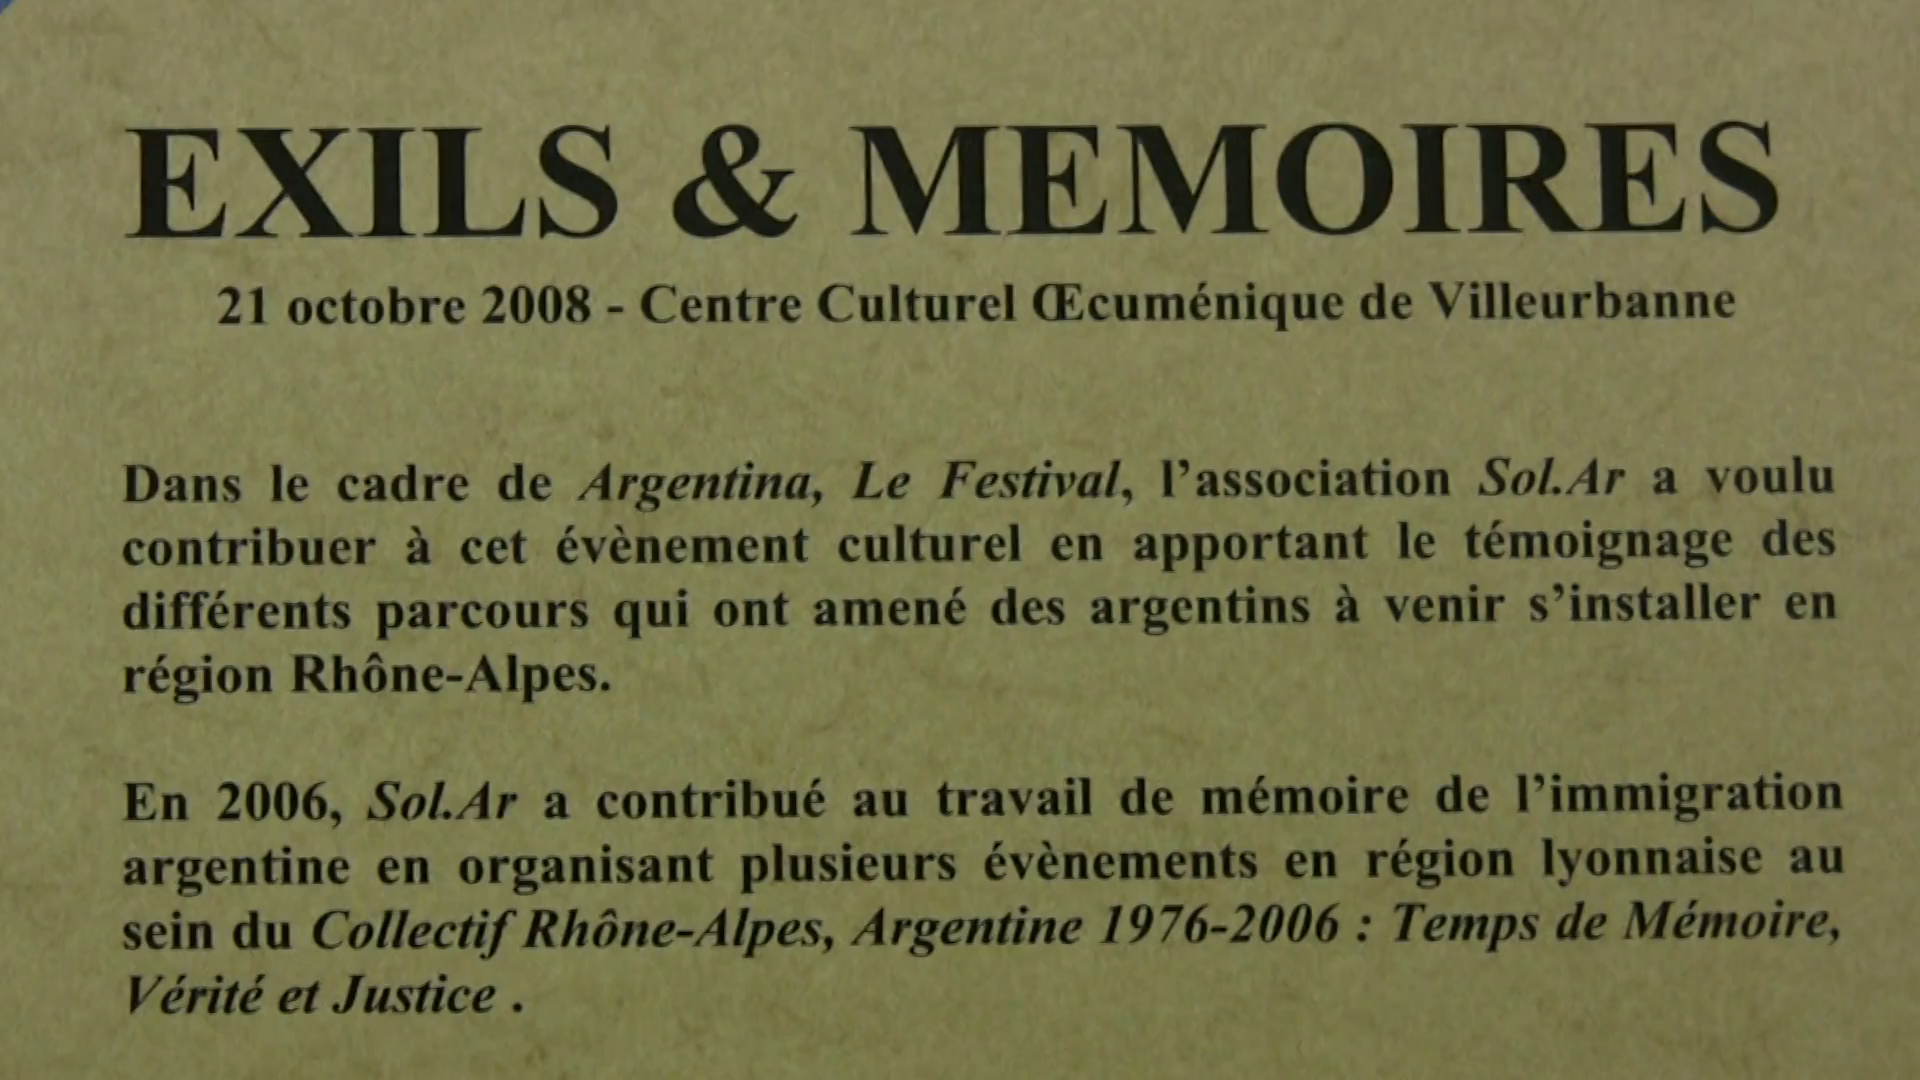 EXILS & MEMOIRES
21 octobre 2008 - Centre Culturel Œcuménique de Villeurbanne
Dans le cadre de Argentina, Le Festival, l’association Sol.Ar a voulu
contribuer à cet évènement culturel en apportant le témoignage des
différents parcours qui ont amené des argentins à venir s’installer en
région Rhône-Alpes.
En 2006, Sol.Ar a contribué au travail de mémoire de l’immigration
argentine en organisant plusieurs évènements en région lyonnaise au
sein du Collectif Rhône-Alpes, Argentine 1976-2006 : Temps de Mémoire,
Vérité et Justice .